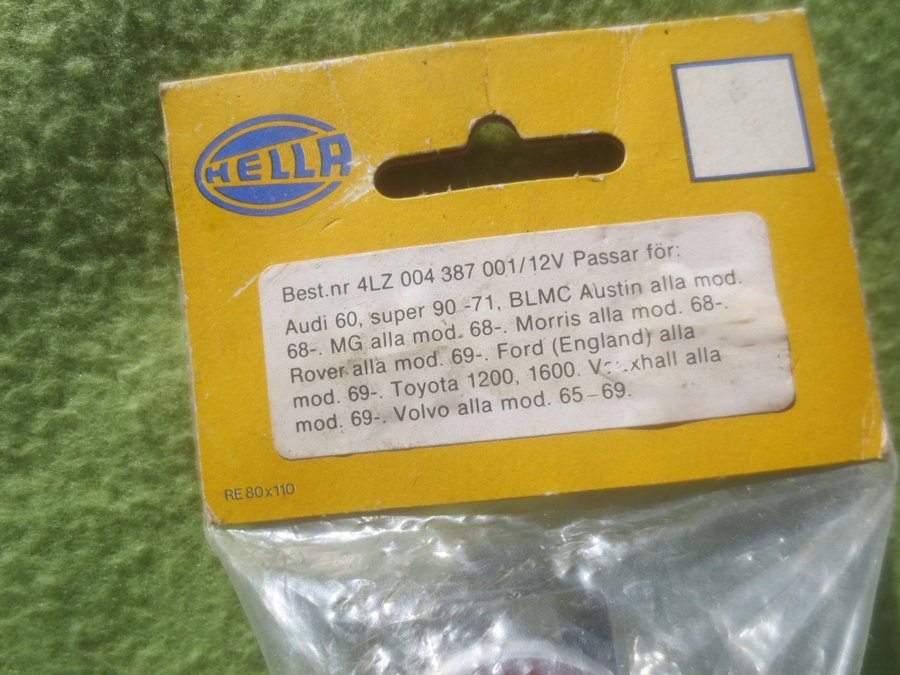 HELLA
Best.nr 4LZ 004 387 001/12V Passar för:
Audi 60, super 90 -71, BLMC Austin alla mod.
68-. MG alla mod. 68-. Morris alla mod. 68-.
Rover alla mod. 69-. Ford (England) alla
mod. 69-. Toyota 1200, 1600. alla
mod. 69-. Volvo alla mod. 65-69.
RE 80x110